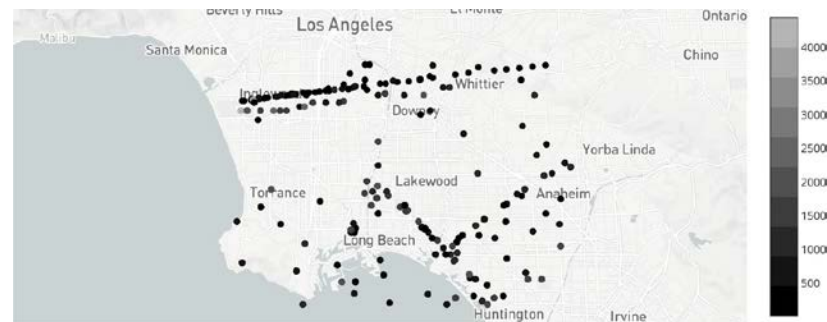 Beverly Hills
El Monte
Ontario
Los Angeles
Malibu
Santa Monica
Chino
Whittier
Inglew
Downey
Yorba Linda
Lakewood
Torrance
Anaheim
Long Beach
Huntington
Irvine
4000
3500
3000
2500
2000
1500
1000
500